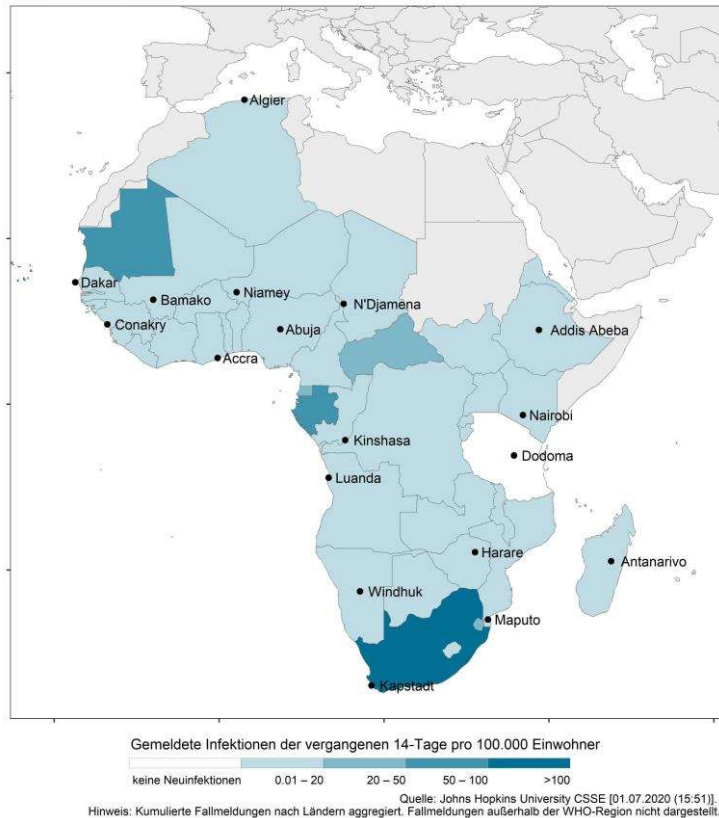 Algier
Dakar
Bamako
Niamey
N'Djamena
Conakry
Abuja
Addis Abeba
Accra
Nairobi
Kinshasa
Dodoma
Luanda
Harare
Antanarivo
Windhuk
Maputo
Kapstadt
Gemeldete Infektionen der vergangenen 14-Tage pro 100.000 Einwohner
keine Neuinfektionen 0.01 – 20 20 – 50 50 – 100 >100
Quelle: Johns Hopkins University CSSE [01.07.2020 (15:51)].
Hinweis: Kumulierte Fallmeldungen nach Ländern aggregiert. Fallmeldungen außerhalb der WHO-Region nicht dargestellt.